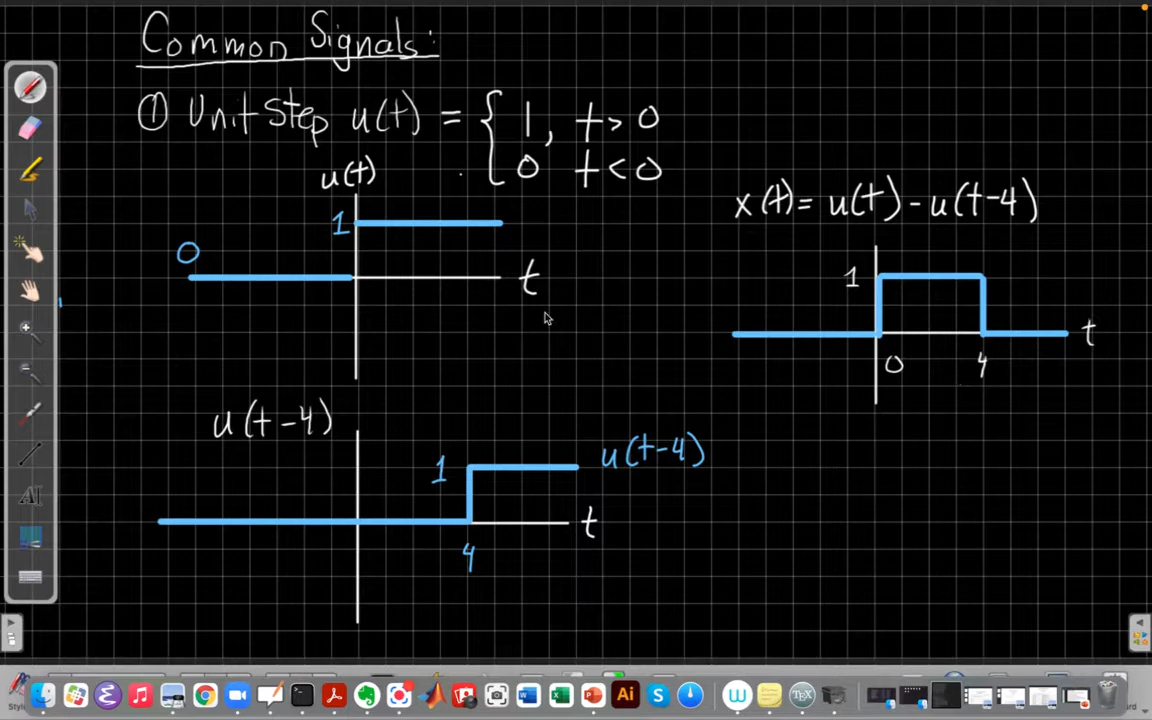 Common Signals:
① Unit Step u(t) = { 1, t > 0
0 t < 0
u(t)
1
0
t
x(t) = u(t) - u(t-4)
1
t
0
4
u(t-4)
1
u(t-4)
t
4